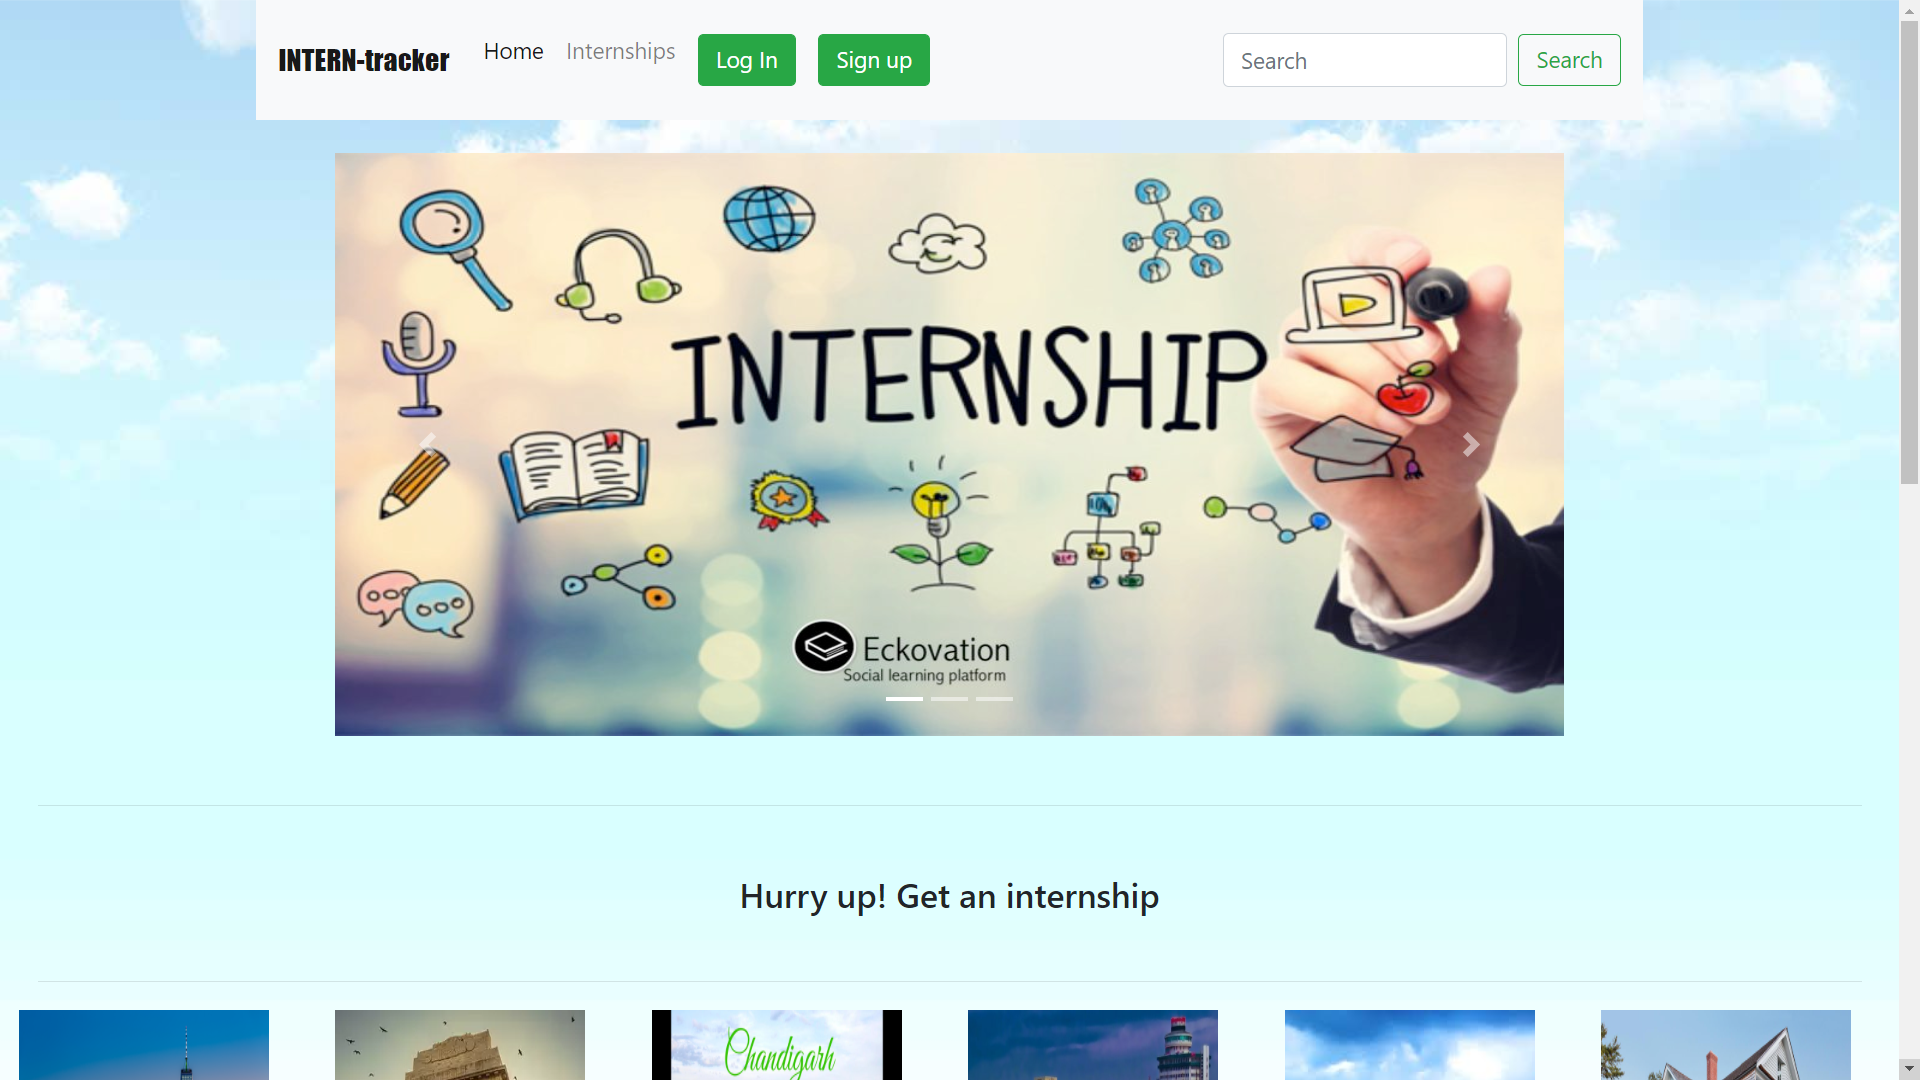 INTERN-tracker
Home
Internships
Log In
Sign up
Search
Search
INTERNSHIP
Eckovation
Social learning platform
Hurry up! Get an internship
Chandigarh